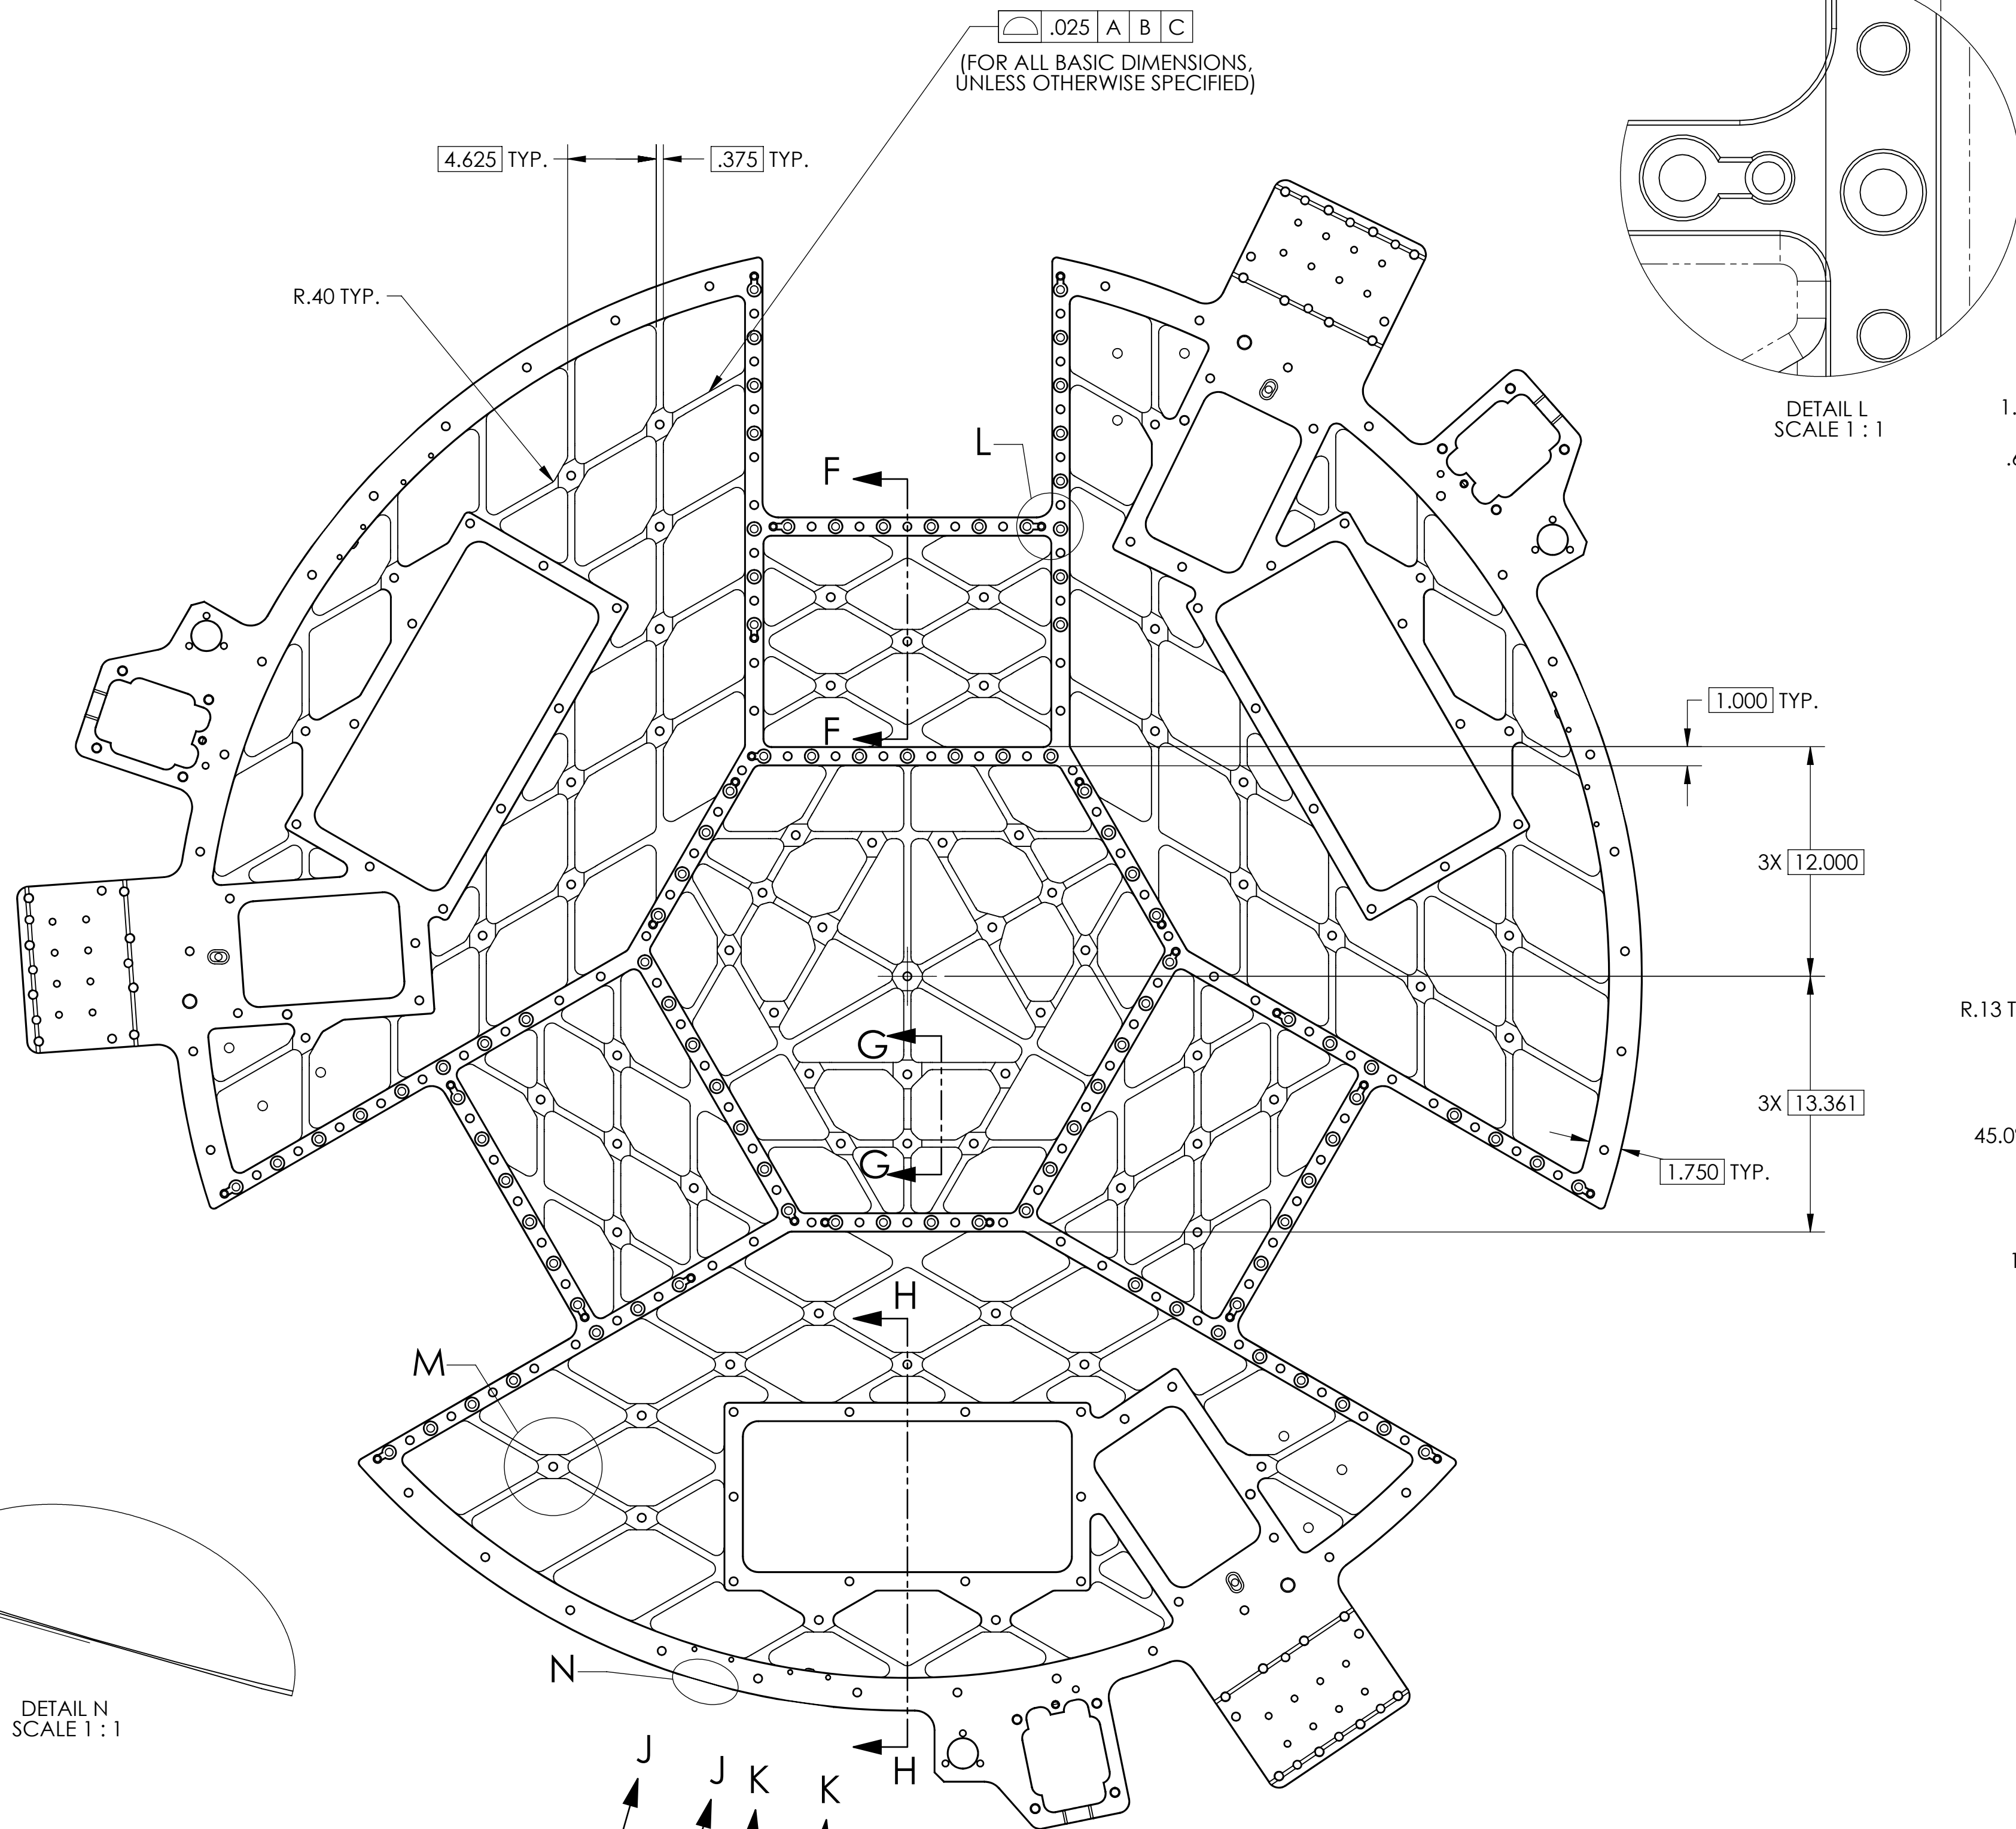 .025 A B C
(FOR ALL BASIC DIMENSIONS,
UNLESS OTHERWISE SPECIFIED)
4.625 TYP.
.375 TYP.
R.40 TYP.
DETAIL L
SCALE 1 : 1
1.
F
L
F
1.000 TYP.
3X 12.000
R.13 T
G
G
3X 13.361
45.0°
1.750 TYP.
1
H
M
N
H
DETAIL N
SCALE 1 : 1
J
J
K
K